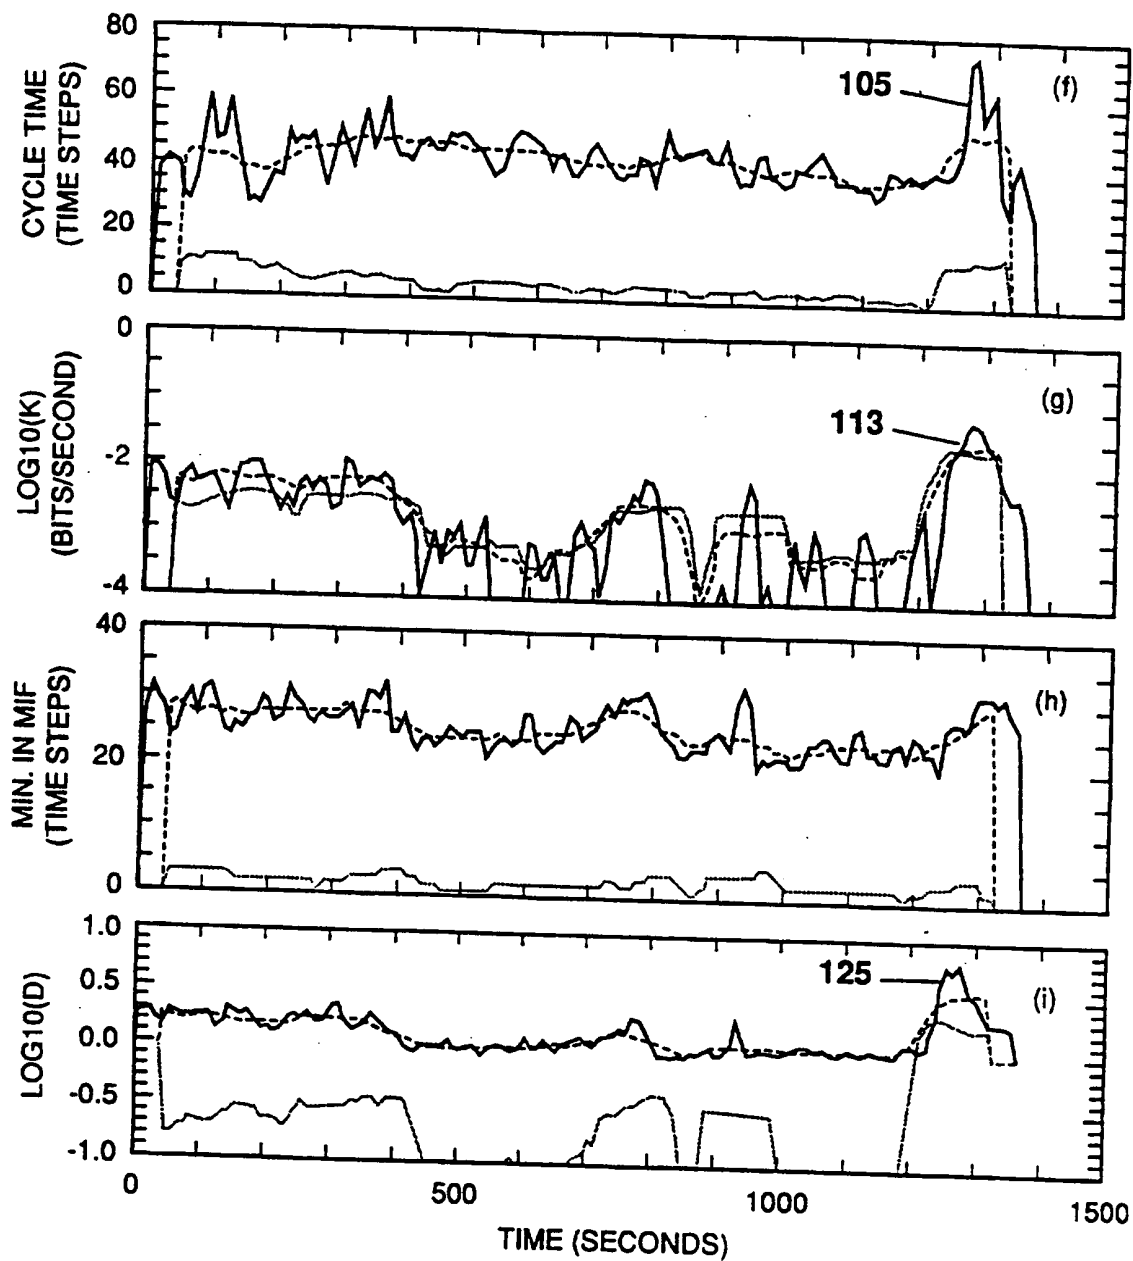 80
60
40
20
0
CYCLE TIME
(TIME STEPS)
105
(f)
0
-2
-4
LOG10(K)
(BITS/SECOND)
113
(g)
40
20
0
MIN. IN MIF
(TIME STEPS)
(h)
1.0
0.5
0.0
-0.5
-1.0
LOG10(D)
125
(i)
0
500
1000
1500
TIME (SECONDS)